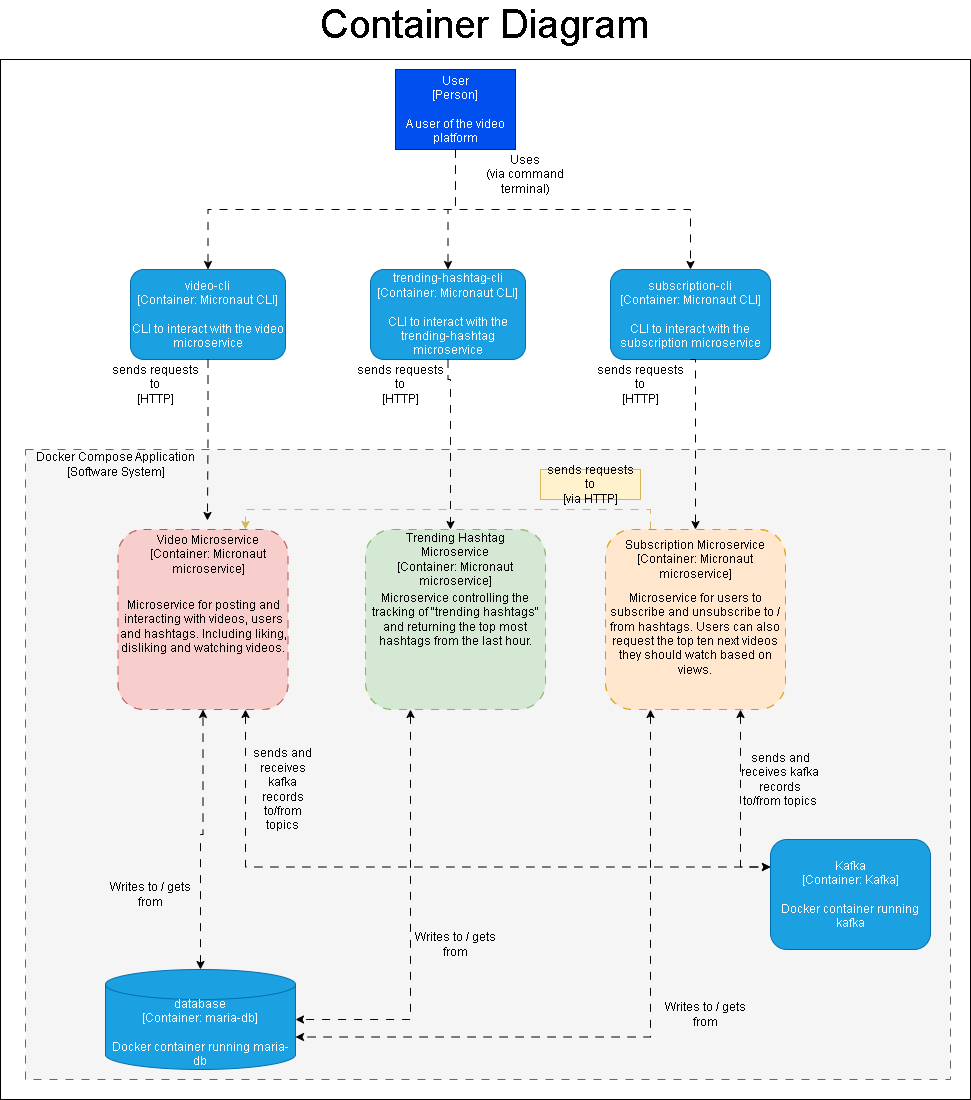 Container Diagram
User
[Person]
A user of the video
platform
Uses
(via command
terminal)
video-cli
[Container: Micronaut CLI]
CLI to interact with the video
microservice
trending-hashtag-cli
[Container: Micronaut CLI]
CLI to interact with the
trending-hashtag
microservice
subscription-cli
[Container: Micronaut CLI]
CLI to interact with the
subscription microservice
sends requests
to
[HTTP]
sends requests
to
[HTTP]
sends requests
to
[HTTP]
Docker Compose Application
[Software System]
sends requests
to
[via HTTP]
Video Microservice
[Container: Micronaut
microservice]
Microservice for posting and
interacting with videos, users
and hashtags. Including liking,
disliking and watching videos.
Trending Hashtag
Microservice
[Container: Micronaut
microservice]
Microservice controlling the
tracking of "trending hashtags"
and returning the top most
hashtags from the last hour.
Subscription Microservice
[Container: Micronaut
microservice]
Microservice for users to
subscribe and unsubscribe to /
from hashtags. Users can also
request the top ten next videos
they should watch based on
views.
sends and
receives
kafka
records
to/from
topics
sends and
receives kafka
records
to/from topics
Kafka
[Container: Kafka]
Docker container running
kafka
Writes to / gets
from
Writes to / gets
from
Writes to / gets
from
database
[Container: maria-db]
Docker container running maria-
db